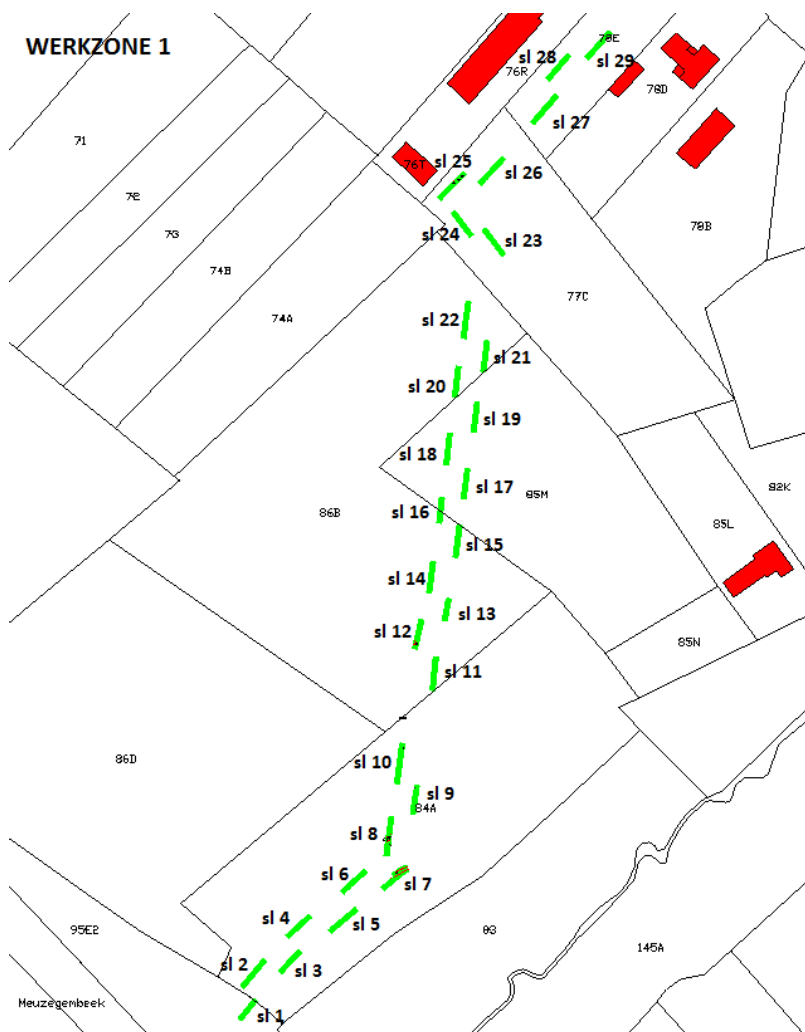 WERKZONE 1
78E
sl 28
sl 29
76R
78D
sl 27
71
76T
sl 25
sl 26
72
78B
73
sl 24
sl 23
74B
77C
74A
sl 22
sl 21
sl 20
sl 19
sl 18
82K
sl 17
85M
86B
sl 16
85L
sl 15
sl 14
sl 13
sl 12
85N
sl 11
86D
sl 10
sl 9
84A
sl 8
sl 6
sl 7
sl 4
sl 5
95E2
83
145A
sl 2
sl 3
Meuzegembeek
sl 1